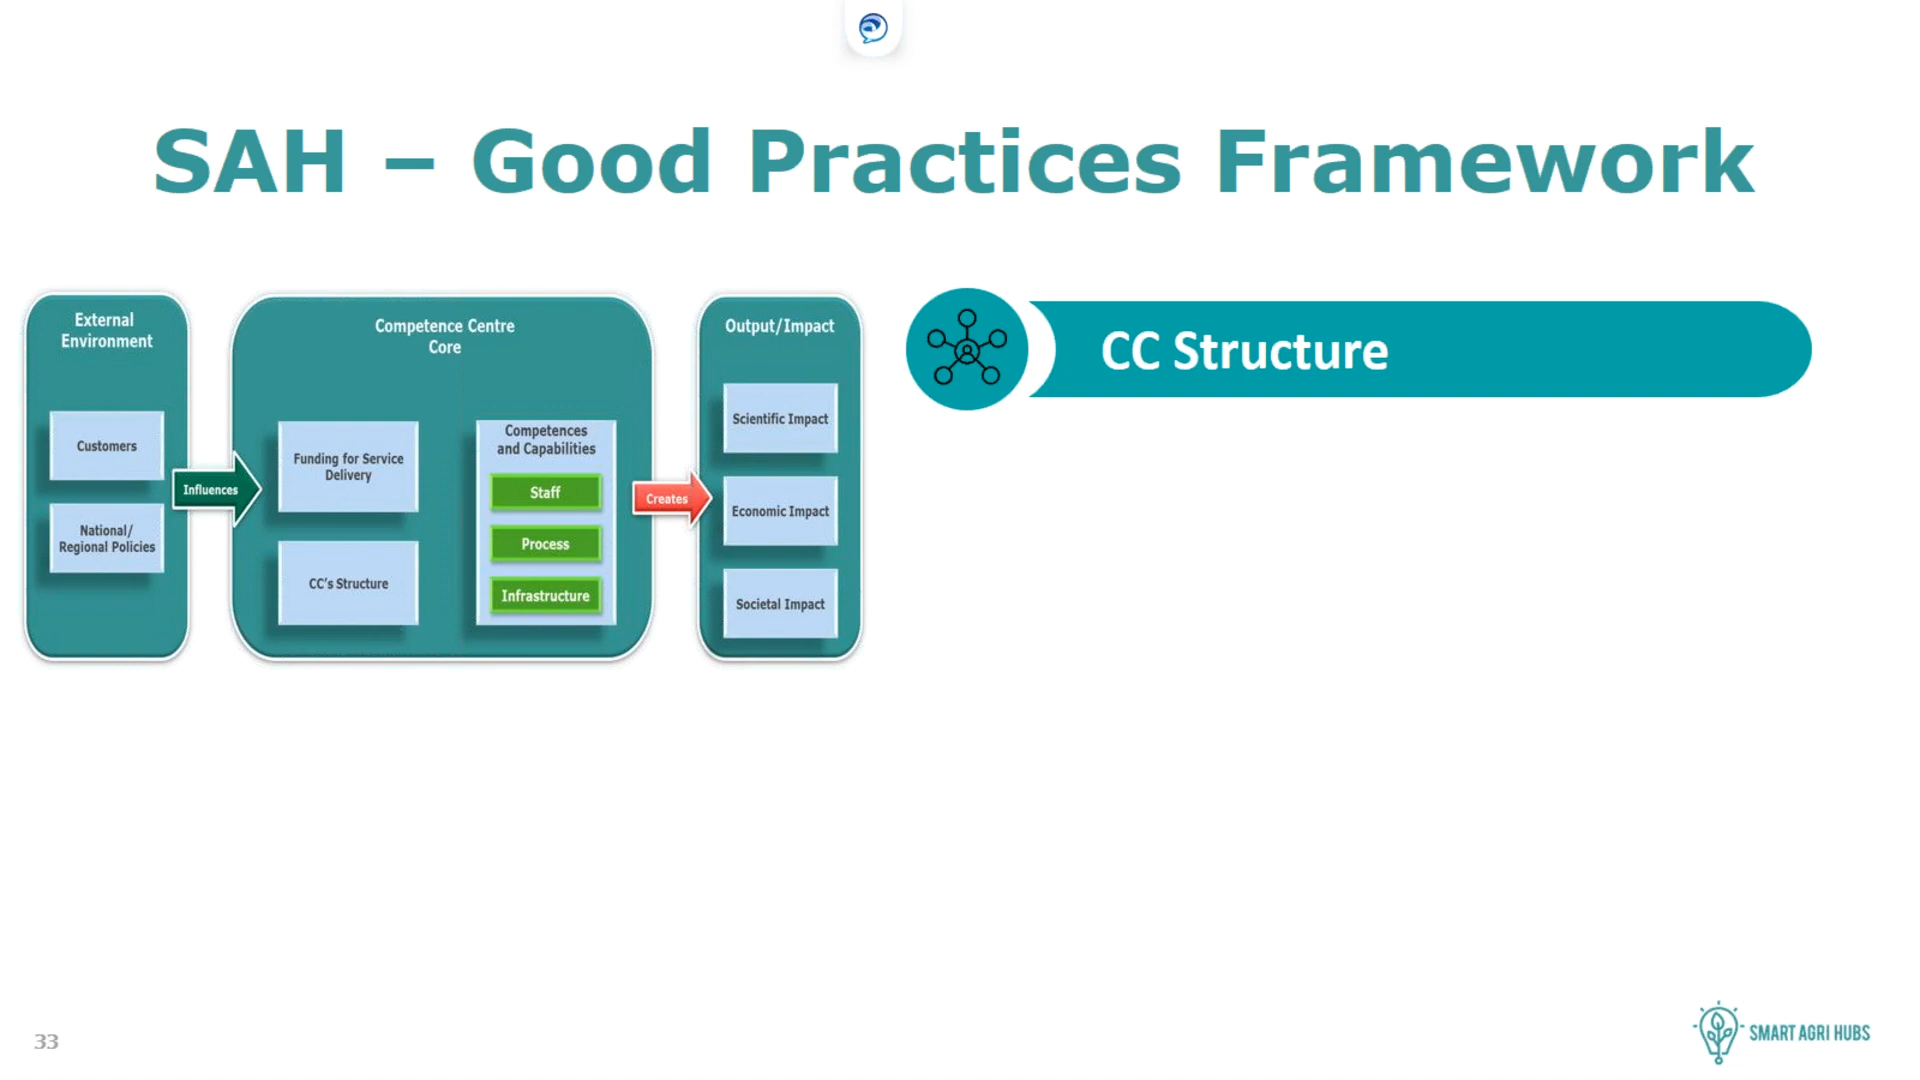 SAH – Good Practices Framework
External
Environment
Customers
National/
Regional Policies
Influences
Competence Centre
Core
Funding for Service
Delivery
CC's Structure
Competences
and Capabilities
Staff
Process
Infrastructure
Creates
Output/Impact
Scientific Impact
Economic Impact
Societal Impact
CC Structure
33
SMART AGRI HUBS